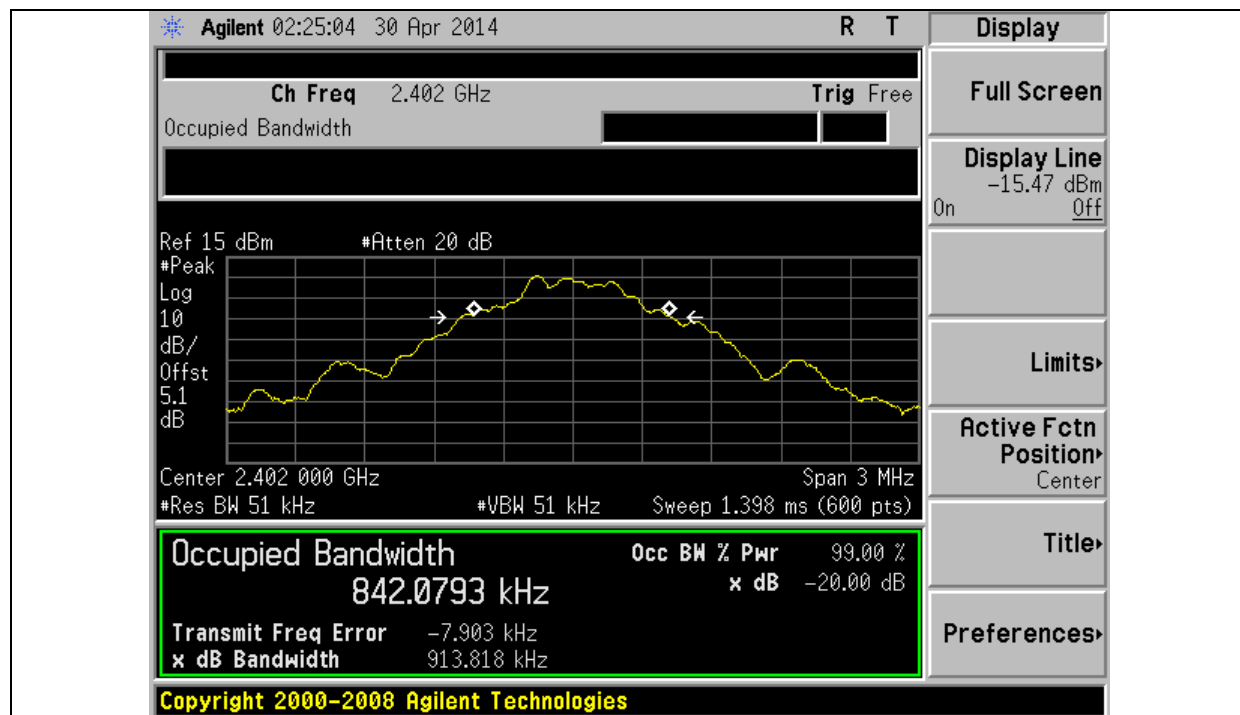 Agilent 02:25:04 30 Apr 2014 R T
Display
Ch Freq 2.402 GHz Trig Free
Occupied Bandwidth
Full Screen
Display Line
-15.47 dBm
On Off
Ref 15 dBm #Atten 20 dB
#Peak
Log
10
dB/
Offst
5.1
dB
Center 2.402 000 GHz Span 3 MHz
#Res BW 51 kHz #VBW 51 kHz Sweep 1.398 ms (600 pts)
Limits
Active Fctn
Position
Center
Title
Preferences
Occupied Bandwidth
842.0793 kHz
Occ BW % Pwr 99.00 %
x dB -20.00 dB
Transmit Freq Error -7.903 kHz
x dB Bandwidth 913.818 kHz
Copyright 2000-2008 Agilent Technologies